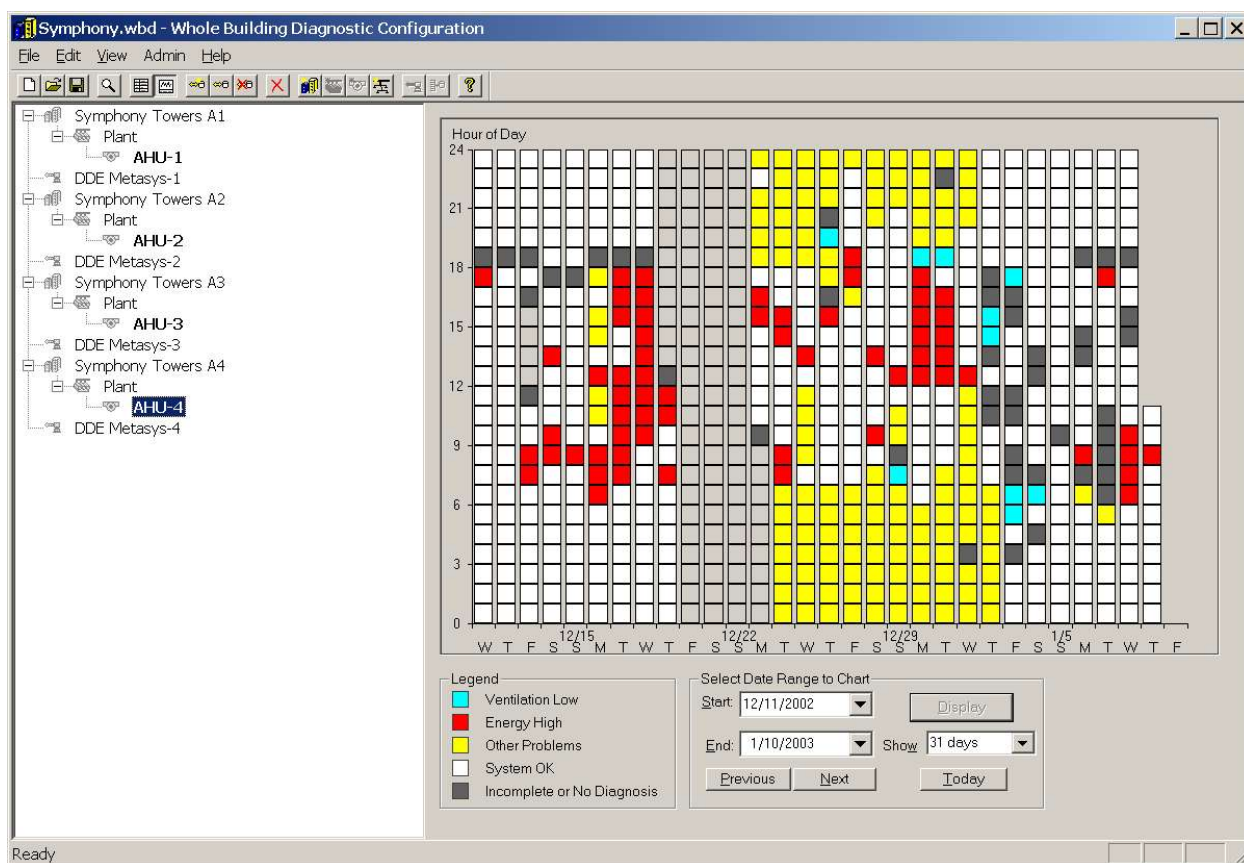 Symphony.wbd - Whole Building Diagnostic Configuration
File Edit View Admin Help
Symphony Towers A1
Plant
AHU-1
DDE Metasys-1
Symphony Towers A2
Plant
AHU-2
DDE Metasys-2
Symphony Towers A3
Plant
AHU-3
DDE Metasys-3
Symphony Towers A4
Plant
AHU-4
DDE Metasys-4
Hour of Day
24
21
18
15
12
9
6
3
0
12/15 12/22 12/29 1/5
W T F S S M T W T F S S M T W T F S S M T W T F S S M T W T F
Legend
Ventilation Low
Energy High
Other Problems
System OK
Incomplete or No Diagnosis
Select Date Range to Chart
Start: 12/11/2002 Display
End: 1/10/2003 Show 31 days
Previous Next Today
Ready